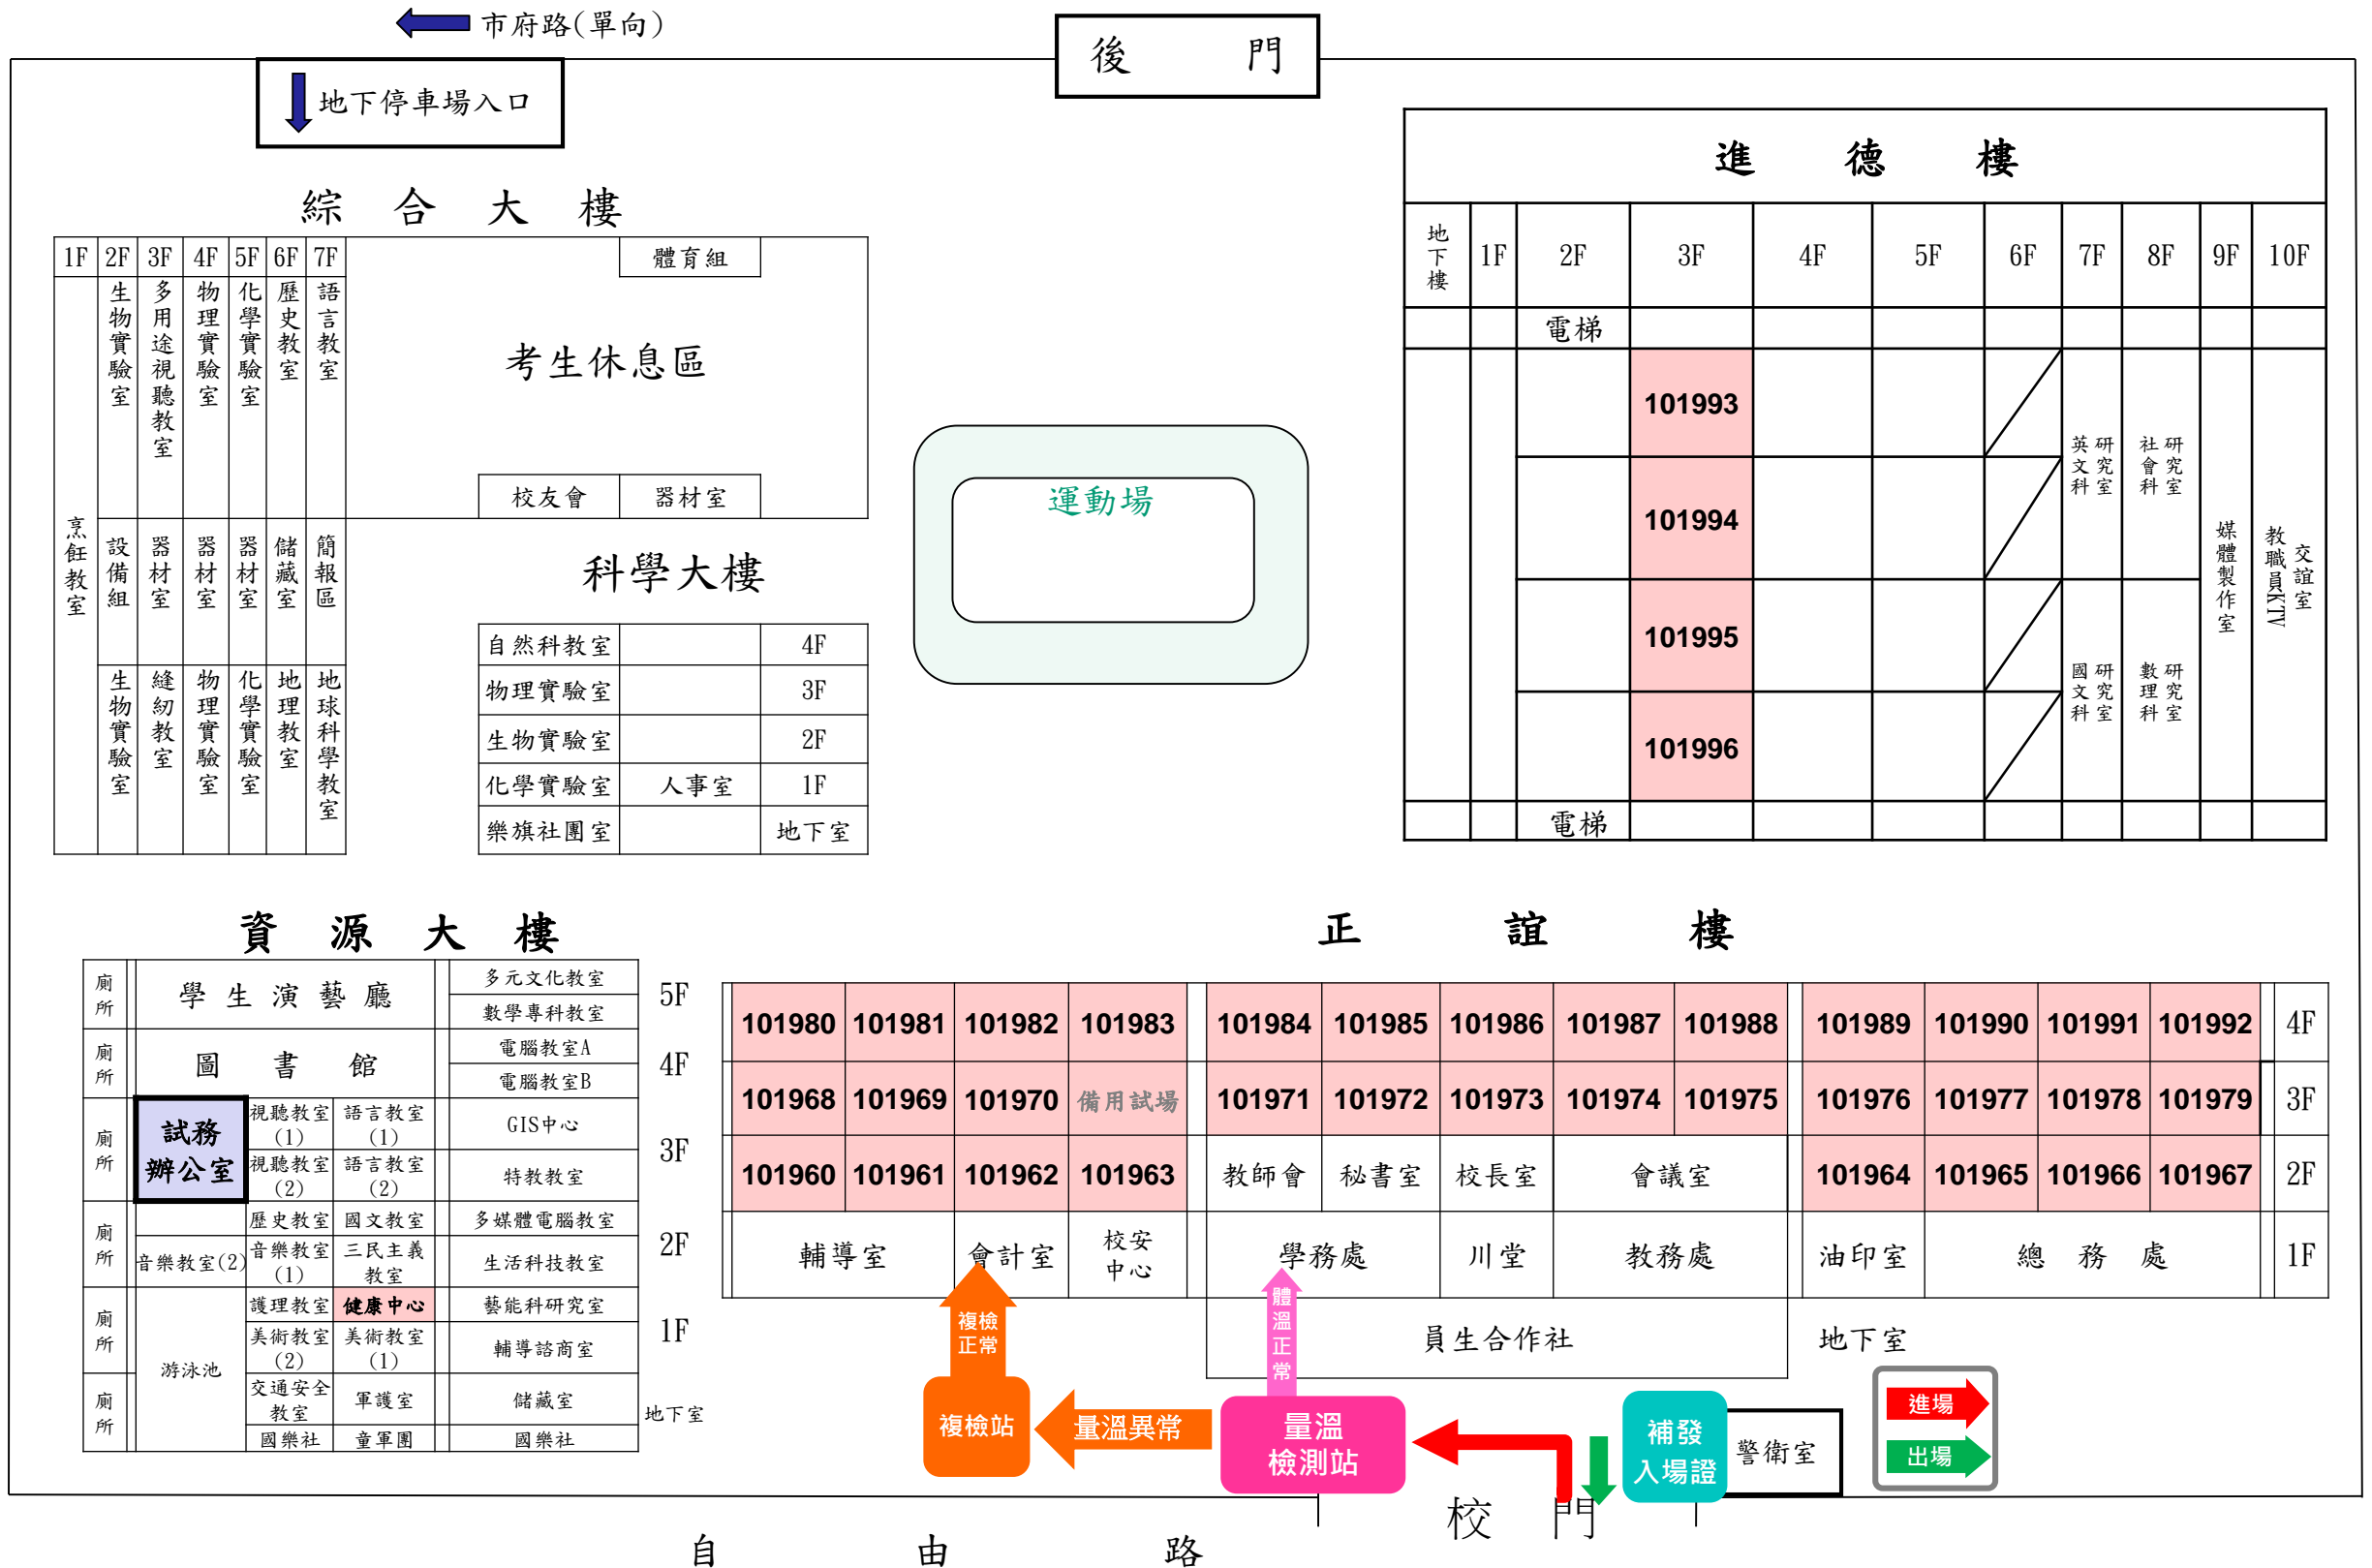 市府路(單向)
後 門
地下停車場入口
綜 合 大 樓
1F 2F 3F 4F 5F 6F 7F 體育組
生物實驗室 多用途視聽教室 物理實驗室 化學實驗室 歷史教室 語言教室
考生休息區
校友會 器材室
烹飪教室
設備組 器材室 器材室 器材室 儲藏室 簡報區
生物實驗室 縫紉教室 物理實驗室 化學實驗室 地理教室 地球科學教室
科學大樓
自然科教室 4F
物理實驗室 3F
生物實驗室 2F
化學實驗室 人事室 1F
樂旗社團室 地下室
運動場
進 德 樓
地下樓 1F 2F 3F 4F 5F 6F 7F 8F 9F 10F
電梯
101993
101994
101995
101996
英文科研究室 社會科研究室
國文科研究室 數理科研究室
媒體製作室
教職員KTV交誼室
電梯
資 源 大 樓
廁所 學 生 演 藝 廳 多元文化教室 5F
數學專科教室
廁所 圖 書 館 電腦教室A 4F
電腦教室B
廁所 試務辦公室 視聽教室(1) 語言教室(1) GIS中心 3F
視聽教室(2) 語言教室(2) 特教教室
廁所 歷史教室 國文教室 多媒體電腦教室 2F
音樂教室(2) 音樂教室(1) 三民主義教室 生活科技教室
廁所 游泳池 護理教室 健康中心 藝能科研究室 1F
美術教室(2) 美術教室(1) 輔導諮商室
廁所 交通安全教室 軍護室 儲藏室 地下室
國樂社 童軍團 國樂社
正 誼 樓
101980 101981 101982 101983 101984 101985 101986 101987 101988 101989 101990 101991 101992 4F
101968 101969 101970 備用試場 101971 101972 101973 101974 101975 101976 101977 101978 101979 3F
101960 101961 101962 101963 教師會 秘書室 校長室 會議室 101964 101965 101966 101967 2F
輔導室 會計室 校安中心 學務處 川堂 教務處 油印室 總 務 處 1F
員生合作社 地下室
複檢正常
體溫正常
複檢站
量溫異常
量溫檢測站
補發入場證
警衛室
進場
出場
校 門
自 由 路